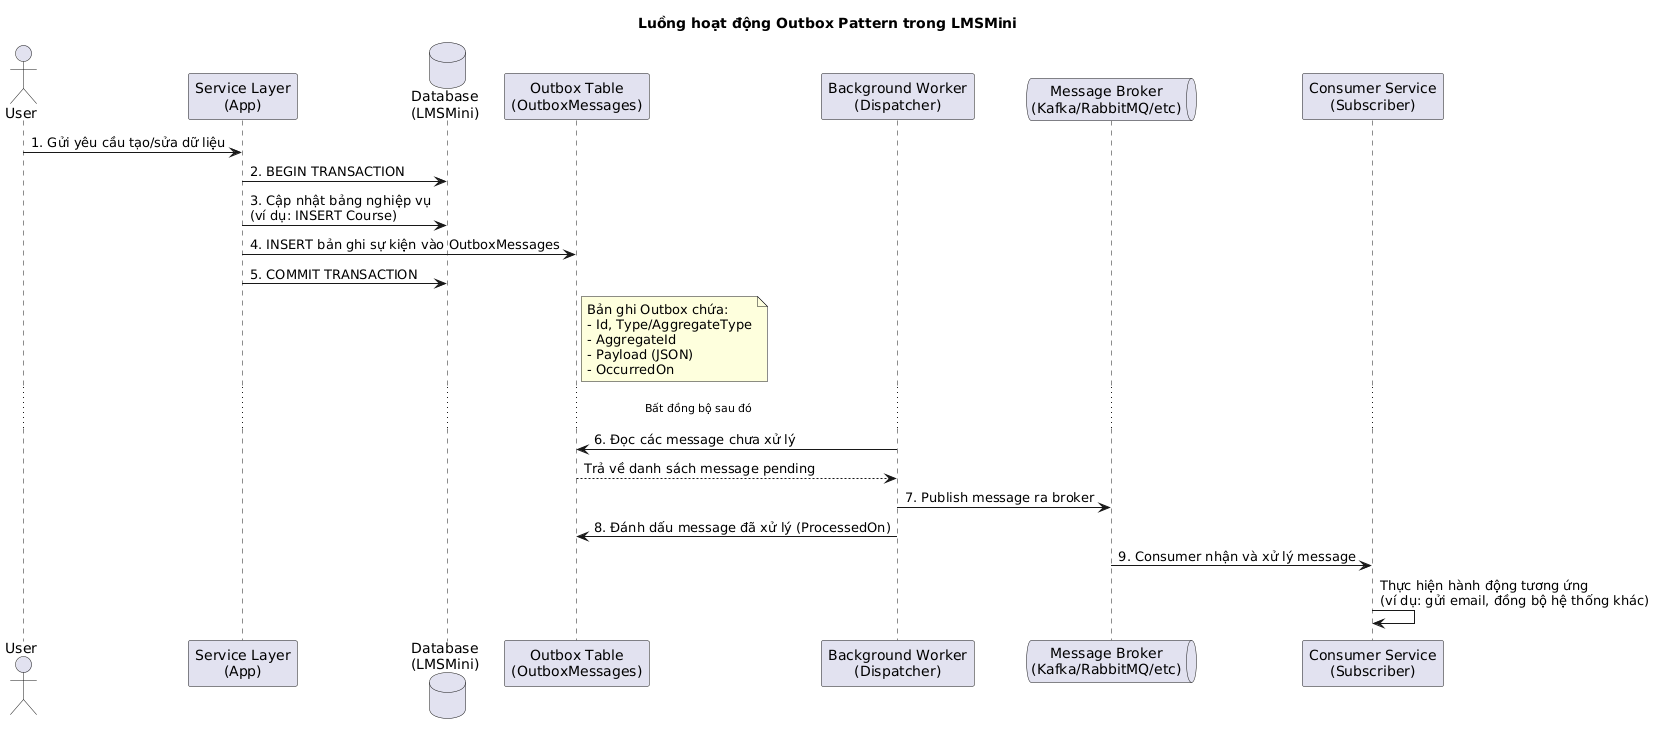 Luồng hoạt động Outbox Pattern trong LMSMini
User
Service Layer
(App)
Database
(LMSMini)
Outbox Table
(OutboxMessages)
Background Worker
(Dispatcher)
Message Broker
(Kafka/RabbitMQ/etc)
Consumer Service
(Subscriber)
1. Gửi yêu cầu tạo/sửa dữ liệu
2. BEGIN TRANSACTION
3. Cập nhật bảng nghiệp vụ
(ví dụ: INSERT Course)
4. INSERT bản ghi sự kiện vào OutboxMessages
5. COMMIT TRANSACTION
Bản ghi Outbox chứa:
- Id, Type/AggregateType
- AggregateId
- Payload (JSON)
- OccurredOn
Bất đồng bộ sau đó
6. Đọc các message chưa xử lý
Trả về danh sách message pending
7. Publish message ra broker
8. Đánh dấu message đã xử lý (ProcessedOn)
9. Consumer nhận và xử lý message
Thực hiện hành động tương ứng
(ví dụ: gửi email, đồng bộ hệ thống khác)
User
Service Layer
(App)
Database
(LMSMini)
Outbox Table
(OutboxMessages)
Background Worker
(Dispatcher)
Message Broker
(Kafka/RabbitMQ/etc)
Consumer Service
(Subscriber)